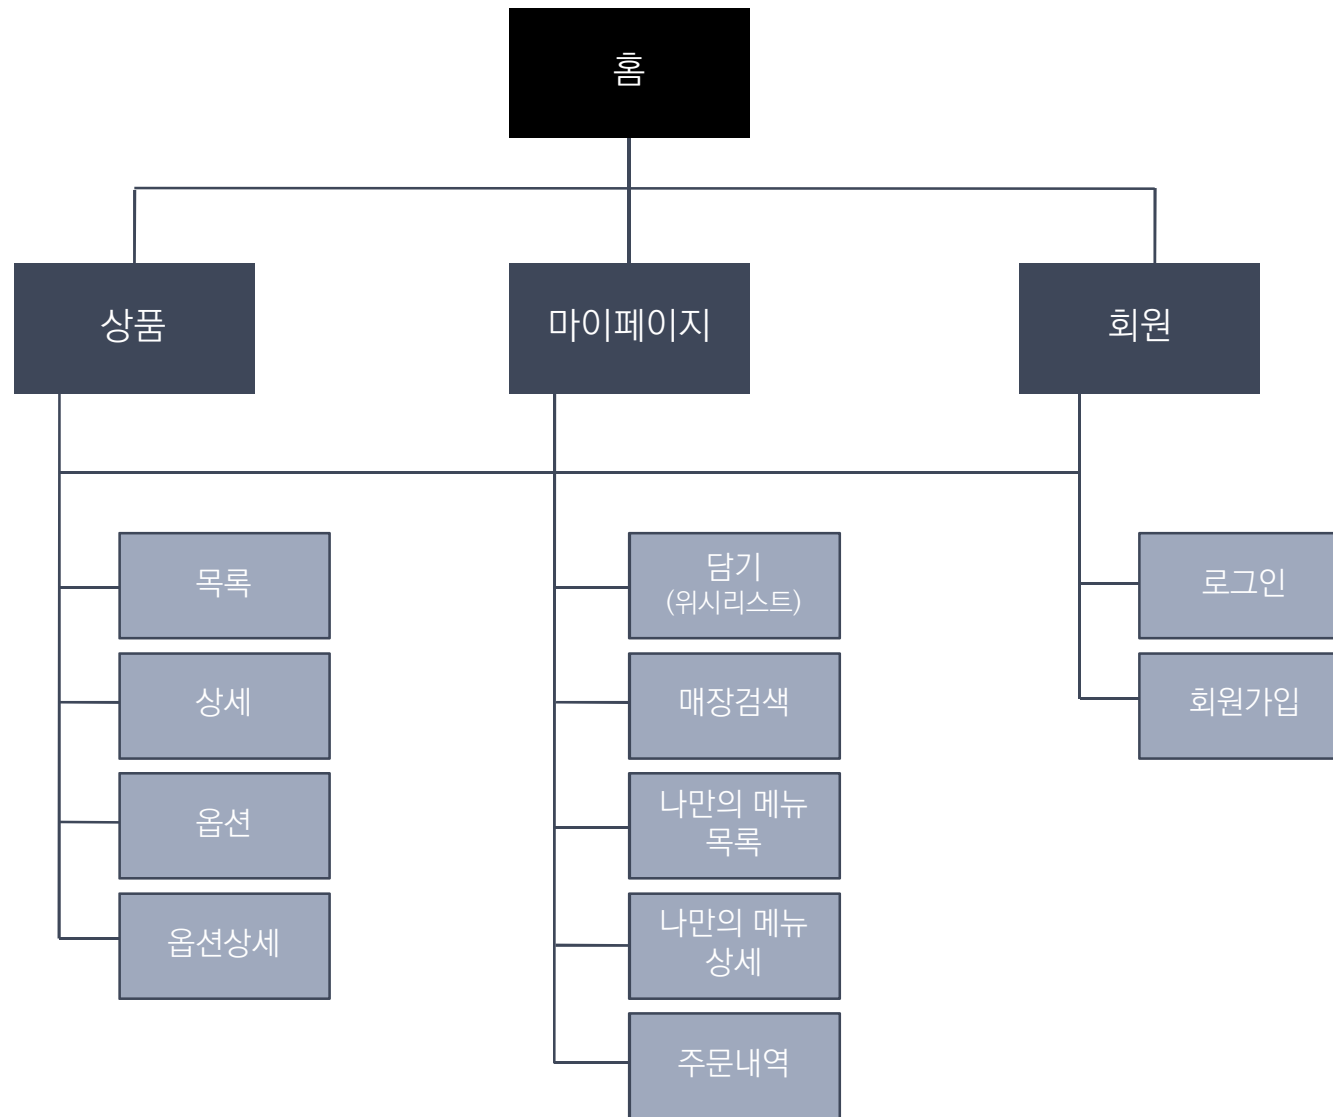 홈
상품
마이페이지
회원
목록
상세
옵션
옵션상세
담기
(위시리스트)
매장검색
나만의 메뉴
목록
나만의 메뉴
상세
주문내역
로그인
회원가입